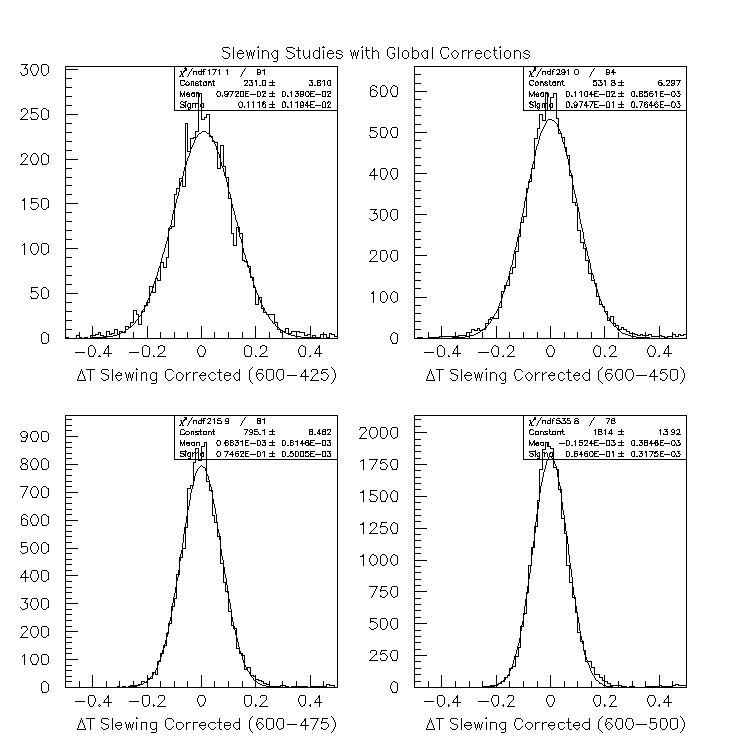 Slewing Studies with Global Corrections
χ²/ndf 171.1 / 91
Constant 231.0 ± 3.610
Mean 0.9720E-02 ± 0.1390E-02
Sigma 0.1116 ± 0.1194E-02
300
250
200
150
100
50
0
-0.4 -0.2 0 0.2 0.4
ΔT Slewing Corrected (600-425)
χ²/ndf 291.0 / 94
Constant 531.8 ± 6.297
Mean 0.1104E-02 ± 0.8561E-03
Sigma 0.9747E-01 ± 0.7646E-03
600
500
400
300
200
100
0
-0.4 -0.2 0 0.2 0.4
ΔT Slewing Corrected (600-450)
χ²/ndf 215.9 / 81
Constant 795.1 ± 8.462
Mean 0.6831E-03 ± 0.6146E-03
Sigma 0.7462E-01 ± 0.5005E-03
900
800
700
600
500
400
300
200
100
0
-0.4 -0.2 0 0.2 0.4
ΔT Slewing Corrected (600-475)
χ²/ndf 535.8 / 76
Constant 1814 ± 13.92
Mean -0.1524E-03 ± 0.3846E-03
Sigma 0.6460E-01 ± 0.3175E-03
2000
1750
1500
1250
1000
750
500
250
0
-0.4 -0.2 0 0.2 0.4
ΔT Slewing Corrected (600-500)